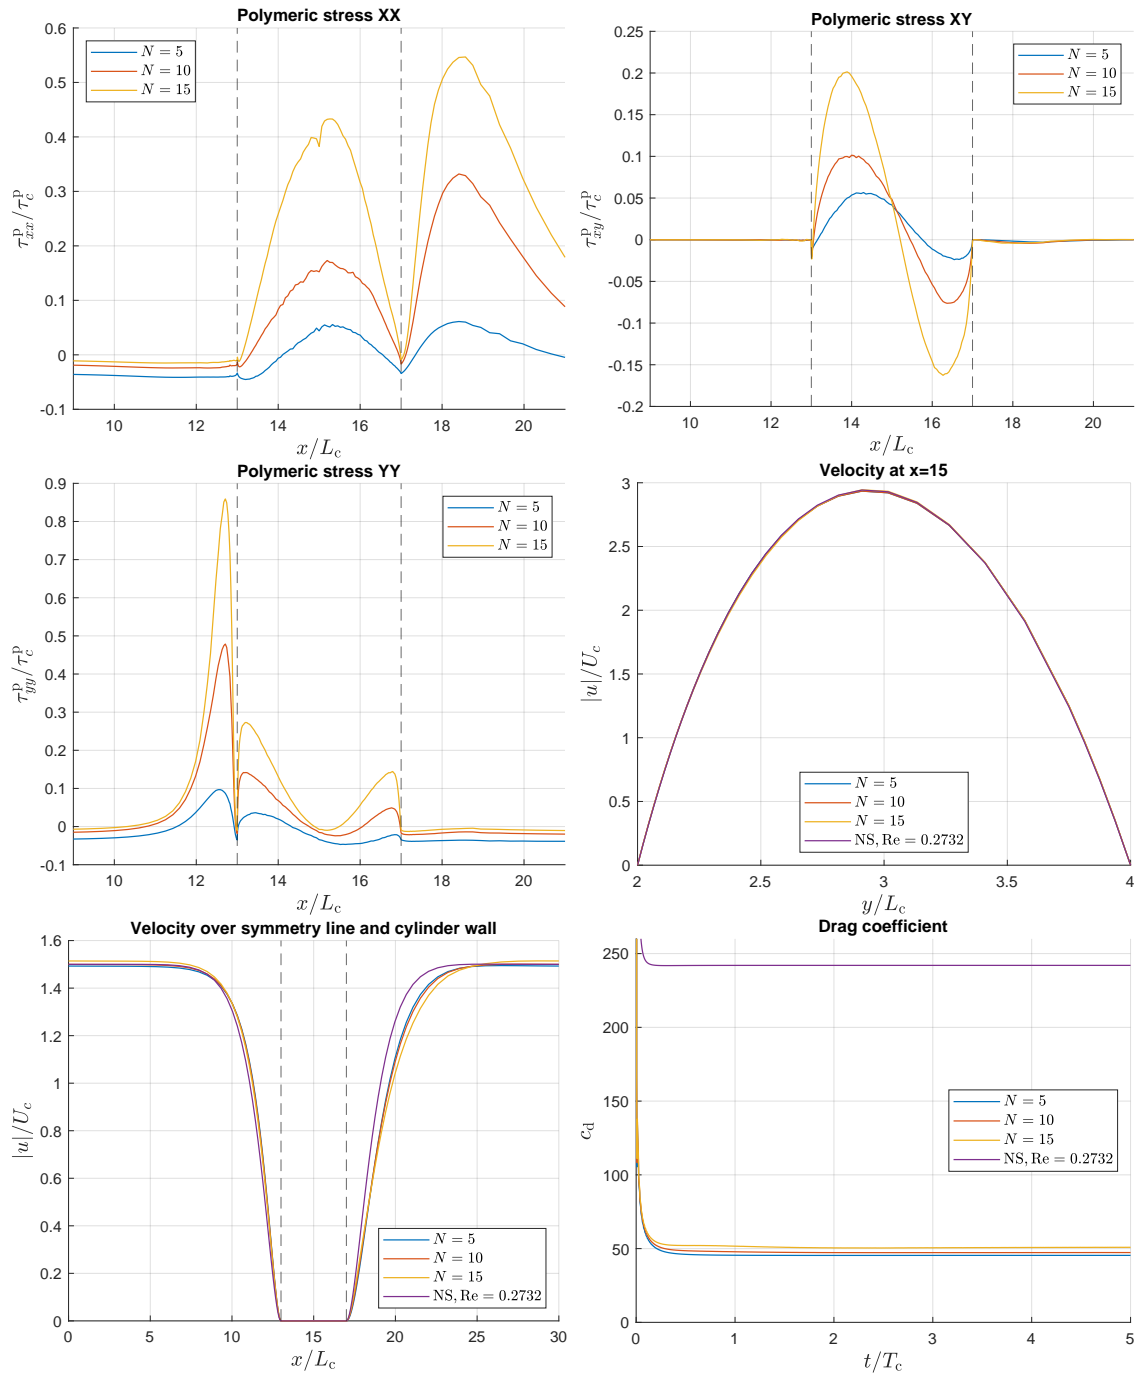 Polymeric stress XX
0.6
0.5
0.4
0.3
0.2
0.1
0
-0.1
10
12
14
16
18
20
τ^p_xx/τ^p_c
x/L_c
N = 5
N = 10
N = 15
Polymeric stress XY
0.25
0.2
0.15
0.1
0.05
0
-0.05
-0.1
-0.15
-0.2
10
12
14
16
18
20
τ^p_xy/τ^p_c
x/L_c
N = 5
N = 10
N = 15
Polymeric stress YY
0.9
0.8
0.7
0.6
0.5
0.4
0.3
0.2
0.1
0
-0.1
10
12
14
16
18
20
τ^p_yy/τ^p_c
x/L_c
N = 5
N = 10
N = 15
Velocity at x=15
3
2.5
2
1.5
1
0.5
0
2
2.5
3
3.5
4
|u|/U_c
y/L_c
N = 5
N = 10
N = 15
NS, Re = 0.2732
Velocity over symmetry line and cylinder wall
1.6
1.4
1.2
1
0.8
0.6
0.4
0.2
0
0
5
10
15
20
25
30
|u|/U_c
x/L_c
N = 5
N = 10
N = 15
NS, Re = 0.2732
Drag coefficient
250
200
150
100
50
0
0
1
2
3
4
5
c_d
t/T_c
N = 5
N = 10
N = 15
NS, Re = 0.2732